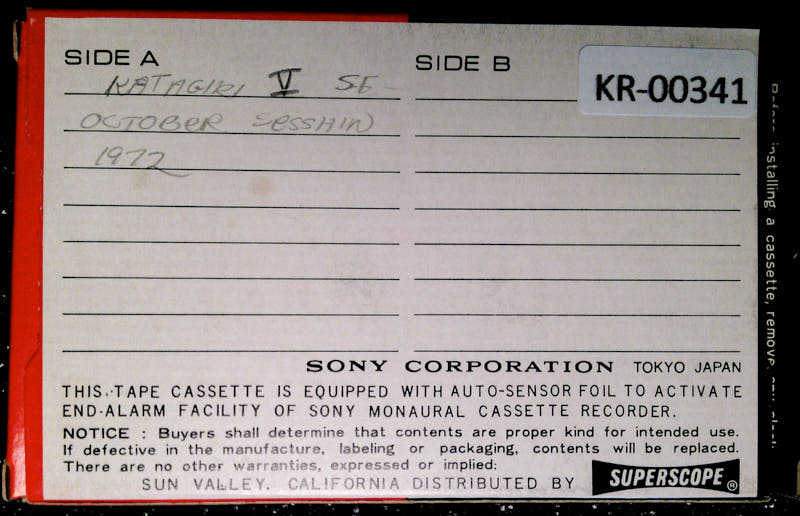 SIDE A
KATAGIRI V SF
OCTOBER SESSHIN
1972
SIDE B
KR-00341
SONY CORPORATION TOKYO JAPAN
THIS TAPE CASSETTE IS EQUIPPED WITH AUTO-SENSOR FOIL TO ACTIVATE
END-ALARM FACILITY OF SONY MONAURAL CASSETTE RECORDER.
NOTICE : Buyers shall determine that contents are proper kind for intended use.
If defective in the manufacture, labeling or packaging, contents will be replaced.
There are no other warranties, expressed or implied:
SUN VALLEY, CALIFORNIA DISTRIBUTED BY SUPERSCOPE®
Before installing a cassette, remove